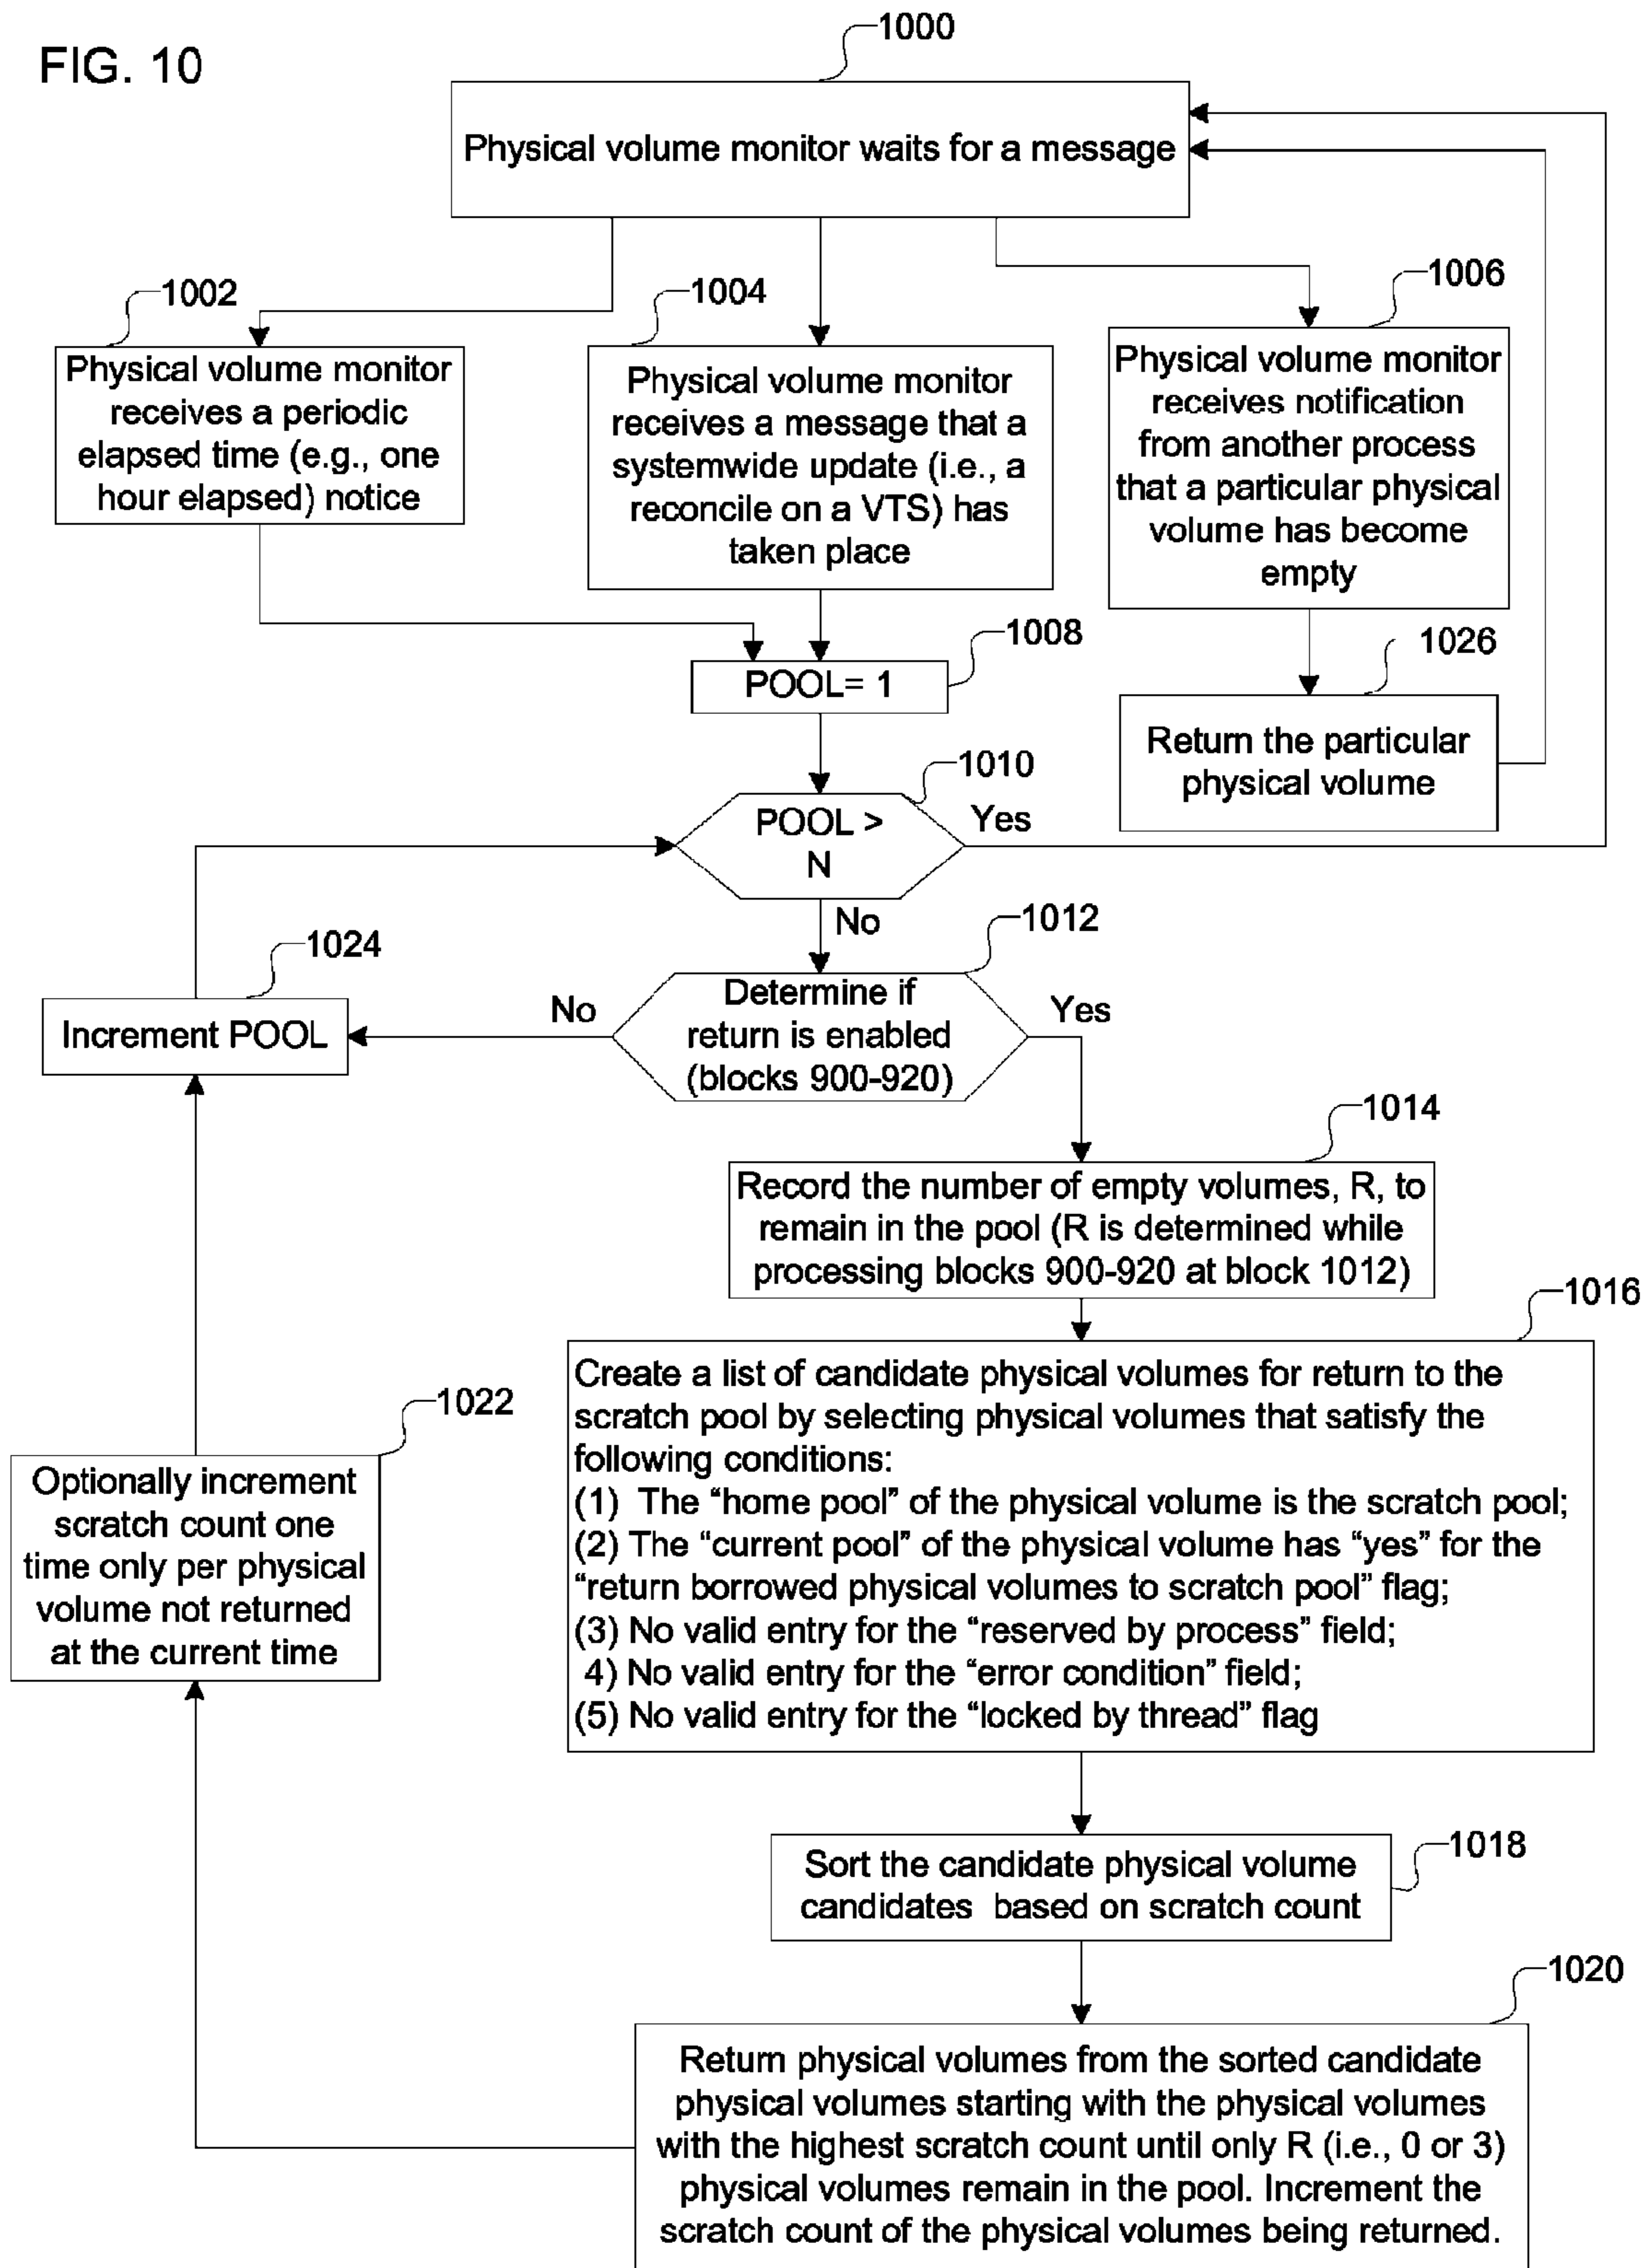 FIG. 10
1000
Physical volume monitor waits for a message
1002
Physical volume monitor
receives a periodic
elapsed time (e.g., one
hour elapsed) notice
1004
Physical volume monitor
receives a message that a
systemwide update (i.e., a
reconcile on a VTS) has
taken place
1006
Physical volume monitor
receives notification
from another process
that a particular physical
volume has become
empty
1008
POOL= 1
1026
Return the particular
physical volume
1010
POOL >
N
Yes
No
1012
Determine if
return is enabled
(blocks 900-920)
No
Yes
1024
Increment POOL
1014
Record the number of empty volumes, R, to
remain in the pool (R is determined while
processing blocks 900-920 at block 1012)
1016
Create a list of candidate physical volumes for return to the
scratch pool by selecting physical volumes that satisfy the
following conditions:
(1) The “home pool” of the physical volume is the scratch pool;
(2) The “current pool” of the physical volume has “yes” for the
“return borrowed physical volumes to scratch pool” flag;
(3) No valid entry for the “reserved by process” field;
4) No valid entry for the “error condition” field;
(5) No valid entry for the “locked by thread” flag
1022
Optionally increment
scratch count one
time only per physical
volume not returned
at the current time
1018
Sort the candidate physical volume
candidates based on scratch count
1020
Return physical volumes from the sorted candidate
physical volumes starting with the physical volumes
with the highest scratch count until only R (i.e., 0 or 3)
physical volumes remain in the pool. Increment the
scratch count of the physical volumes being returned.